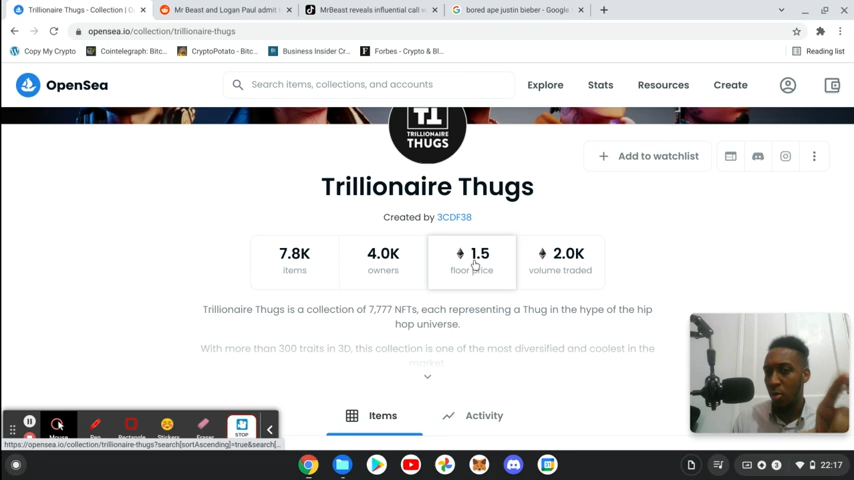 Trillionaire Thugs - Collection | O
Mr Beast and Logan Paul admit
MrBeast reveals influential call
bored ape justin bieber - Google
opensea.io/collection/trillionaire-thugs
Copy My Crypto
Cointelegraph: Bitc...
CryptoPotato - Bitc...
Business Insider Cr...
Forbes - Crypto & Bl...
Reading list
OpenSea
Search items, collections, and accounts
Explore
Stats
Resources
Create
TRILLIONAIRE
THUGS
Add to watchlist
Trillionaire Thugs
Created by 3CDF38
7.8K
4.0K
1.5
2.0K
items
owners
floor price
volume traded
Trillionaire Thugs is a collection of 7,777 NFTs, each representing a Thug in the hype of the hip
hop universe.
With more than 300 traits in 3D, this collection is one of the most diversified and coolest in the
market
Items
Activity
Mouse
Pen
Rectangle
Stickers
Eraser
STOP
https://opensea.io/collection/trillionaire-thugs?search[sortAscending]=true&search[...
3
22:17